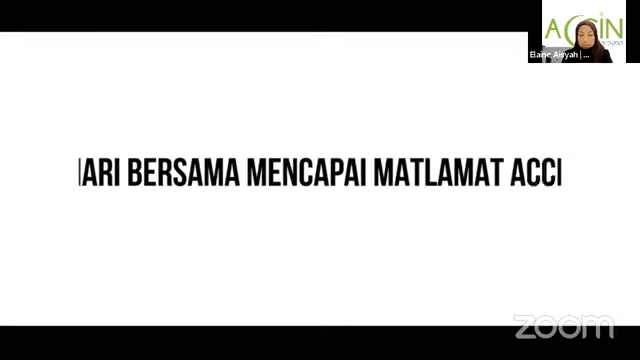 ACCIN
Elaine Aisyah | ...
ARI BERSAMA MENCAPAI MATLAMAT ACCI
zoom